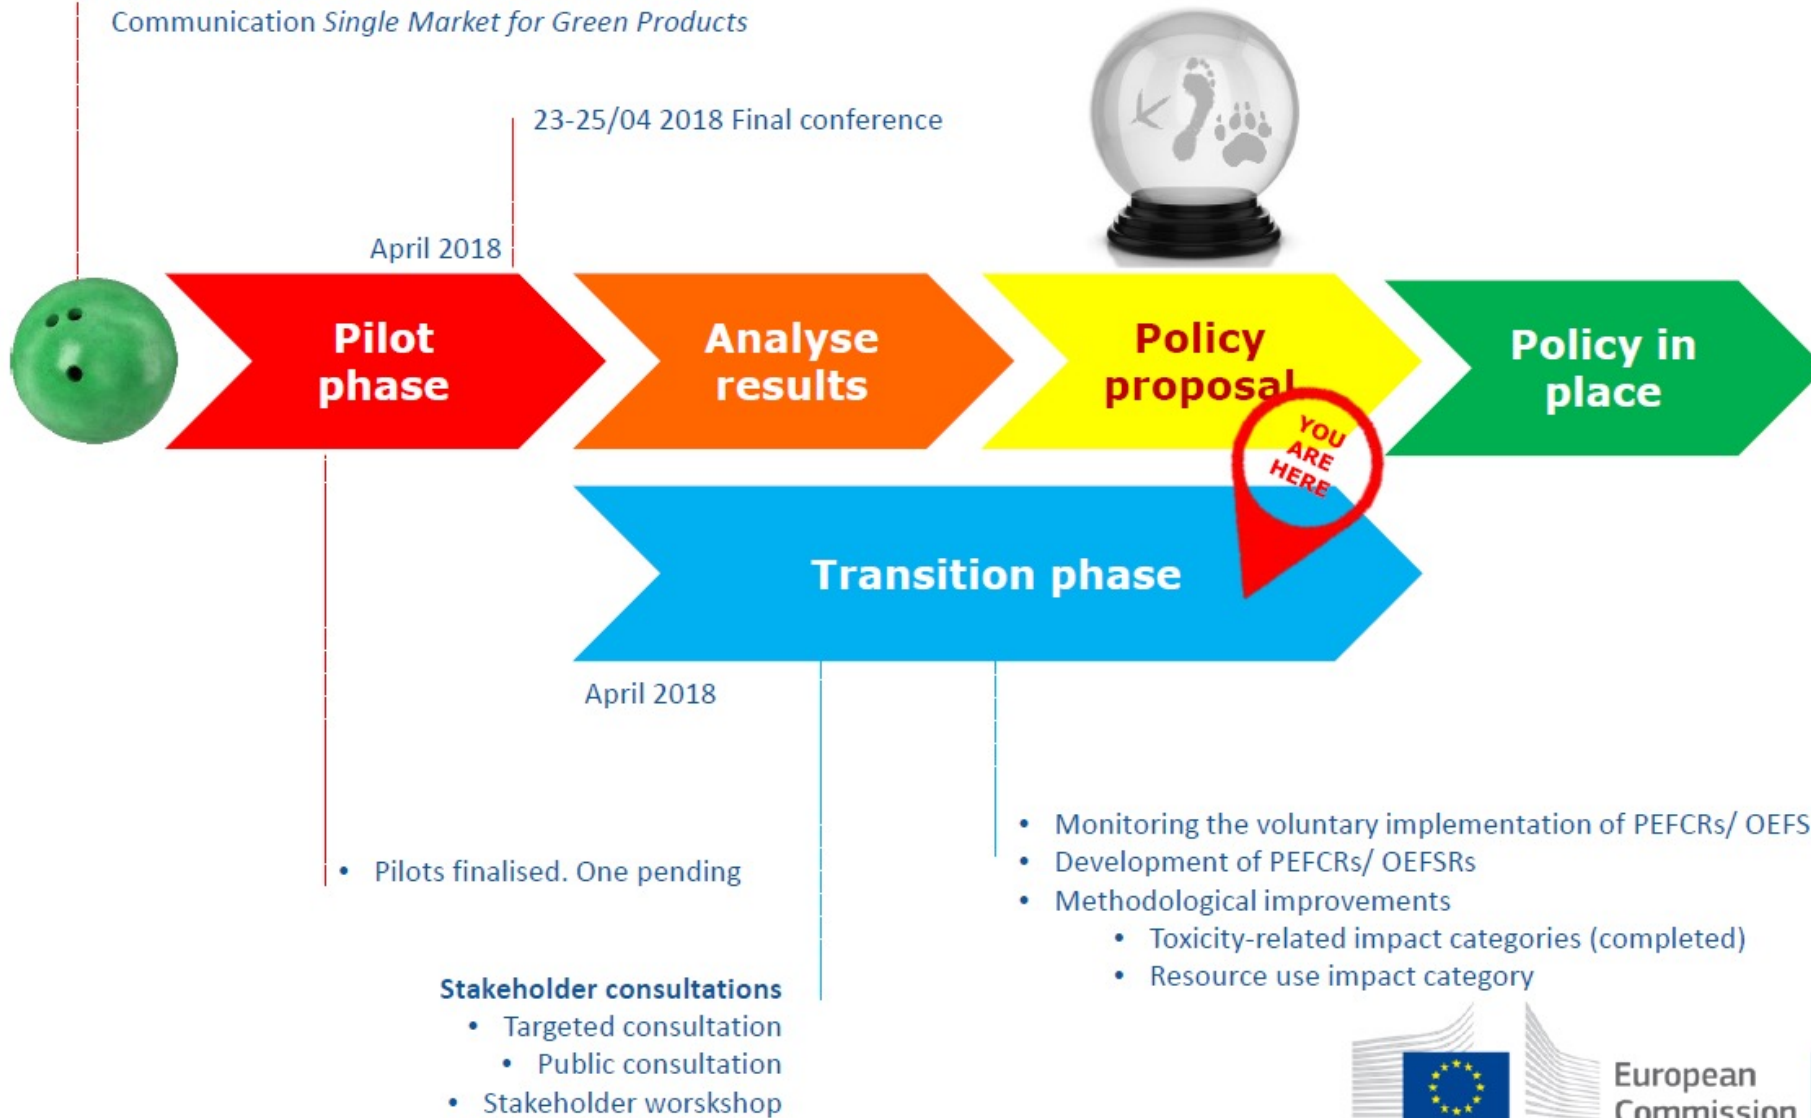 Communication Single Market for Green Products
23-25/04 2018 Final conference
April 2018
Pilot
phase
Analyse
results
Policy
proposal
Policy in
place
YOU
ARE
HERE
Transition phase
April 2018
• Pilots finalised. One pending
Stakeholder consultations
• Targeted consultation
• Public consultation
• Stakeholder worskshop
• Monitoring the voluntary implementation of PEFCRs/ OEFS
• Development of PEFCRs/ OEFSRs
• Methodological improvements
• Toxicity-related impact categories (completed)
• Resource use impact category
European
Commission